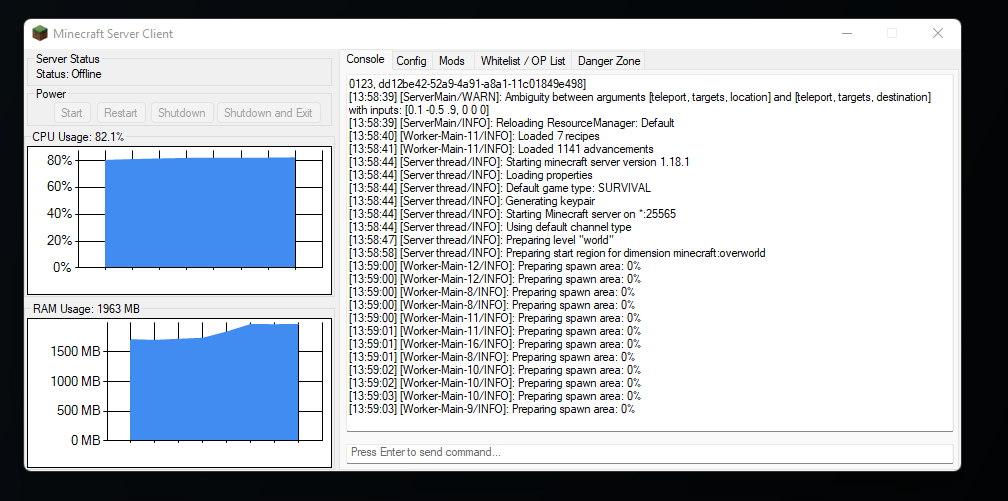 Minecraft Server Client
Server Status
Status: Offline
Power
Start
Restart
Shutdown
Shutdown and Exit
CPU Usage: 82.1%
80%
60%
40%
20%
0%
RAM Usage: 1963 MB
1500 MB
1000 MB
500 MB
0 MB
Console
Config
Mods
Whitelist / OP List
Danger Zone
0123, dd12be42-52a9-4a91-a8a1-11c01849e498]
[13:58:39] [ServerMain/WARN]: Ambiguity between arguments [teleport, targets, location] and [teleport, targets, destination]
with inputs: [0.1 -0.5 .9, 0 0 0]
[13:58:39] [ServerMain/INFO]: Reloading ResourceManager: Default
[13:58:40] [Worker-Main-11/INFO]: Loaded 7 recipes
[13:58:41] [Worker-Main-11/INFO]: Loaded 1141 advancements
[13:58:44] [Server thread/INFO]: Starting minecraft server version 1.18.1
[13:58:44] [Server thread/INFO]: Loading properties
[13:58:44] [Server thread/INFO]: Default game type: SURVIVAL
[13:58:44] [Server thread/INFO]: Generating keypair
[13:58:44] [Server thread/INFO]: Starting Minecraft server on *:25565
[13:58:44] [Server thread/INFO]: Using default channel type
[13:58:47] [Server thread/INFO]: Preparing level "world"
[13:58:58] [Server thread/INFO]: Preparing start region for dimension minecraft:overworld
[13:59:00] [Worker-Main-12/INFO]: Preparing spawn area: 0%
[13:59:00] [Worker-Main-12/INFO]: Preparing spawn area: 0%
[13:59:00] [Worker-Main-8/INFO]: Preparing spawn area: 0%
[13:59:00] [Worker-Main-8/INFO]: Preparing spawn area: 0%
[13:59:00] [Worker-Main-11/INFO]: Preparing spawn area: 0%
[13:59:01] [Worker-Main-11/INFO]: Preparing spawn area: 0%
[13:59:01] [Worker-Main-16/INFO]: Preparing spawn area: 0%
[13:59:01] [Worker-Main-8/INFO]: Preparing spawn area: 0%
[13:59:02] [Worker-Main-10/INFO]: Preparing spawn area: 0%
[13:59:02] [Worker-Main-10/INFO]: Preparing spawn area: 0%
[13:59:03] [Worker-Main-10/INFO]: Preparing spawn area: 0%
[13:59:03] [Worker-Main-9/INFO]: Preparing spawn area: 0%
Press Enter to send command...